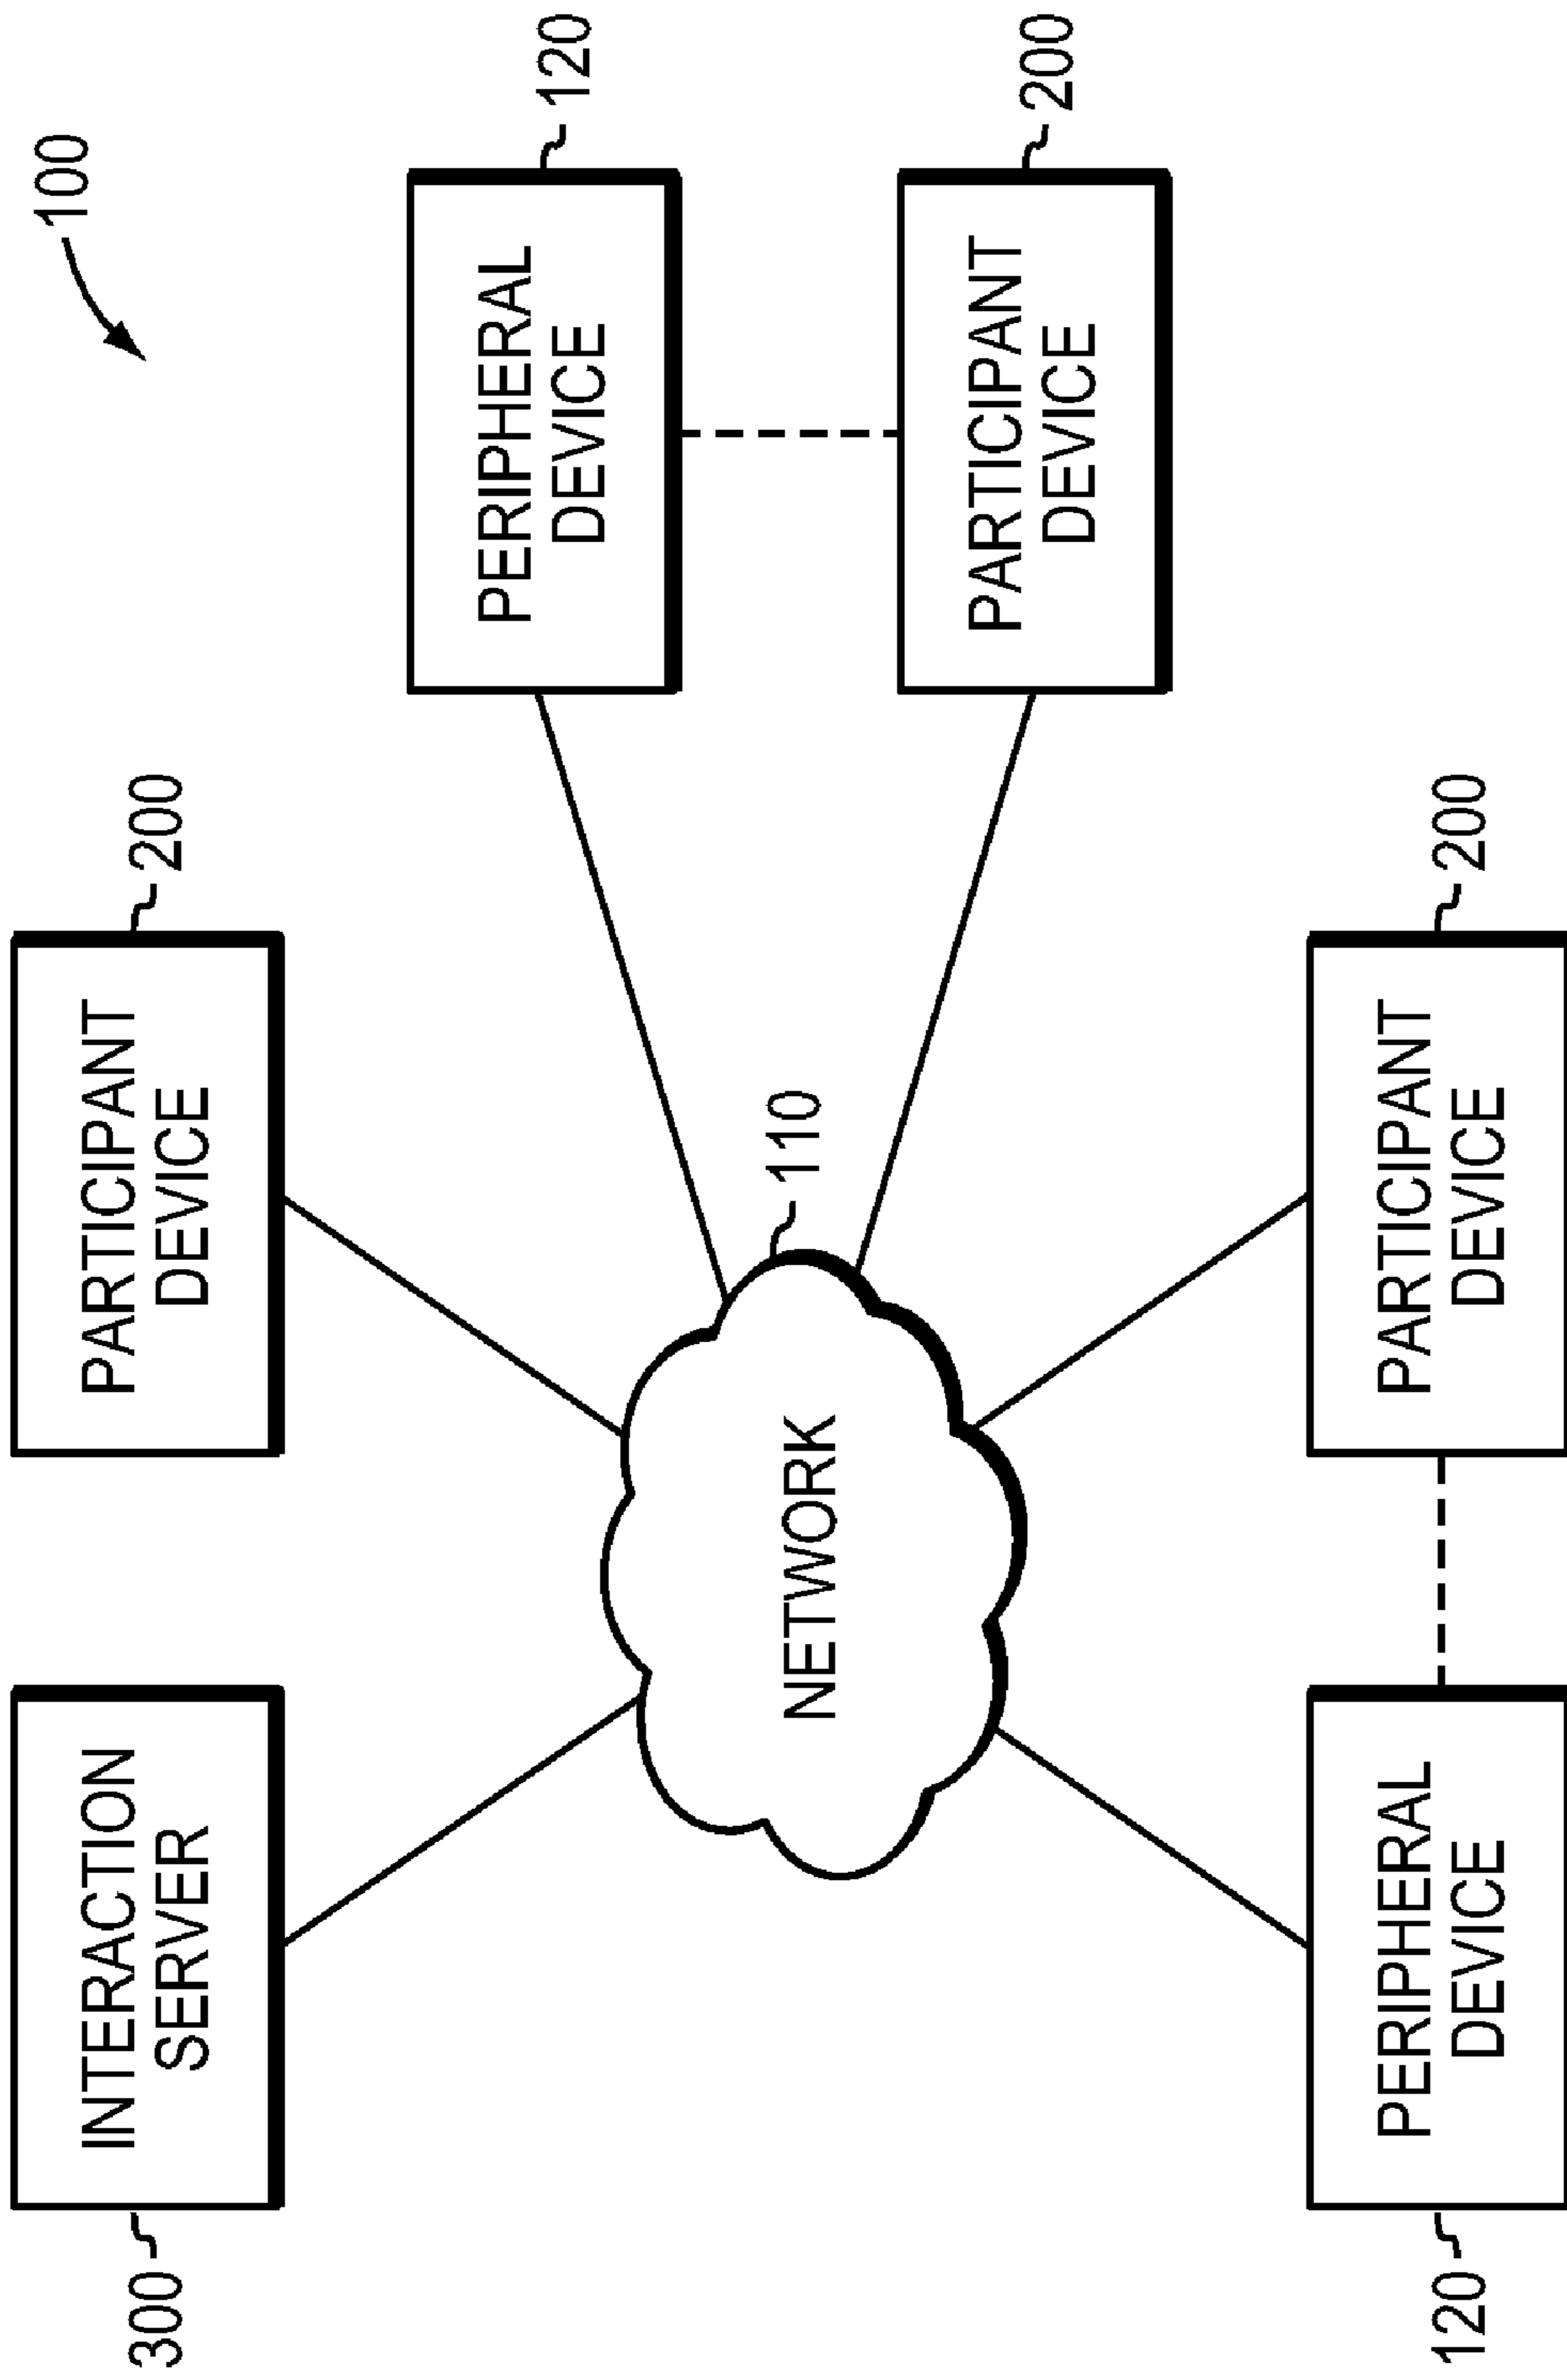 100
INTERACTION
SERVER
300
PARTICIPANT
DEVICE
200
PERIPHERAL
DEVICE
120
NETWORK
110
PARTICIPANT
DEVICE
200
PERIPHERAL
DEVICE
120
PARTICIPANT
DEVICE
200